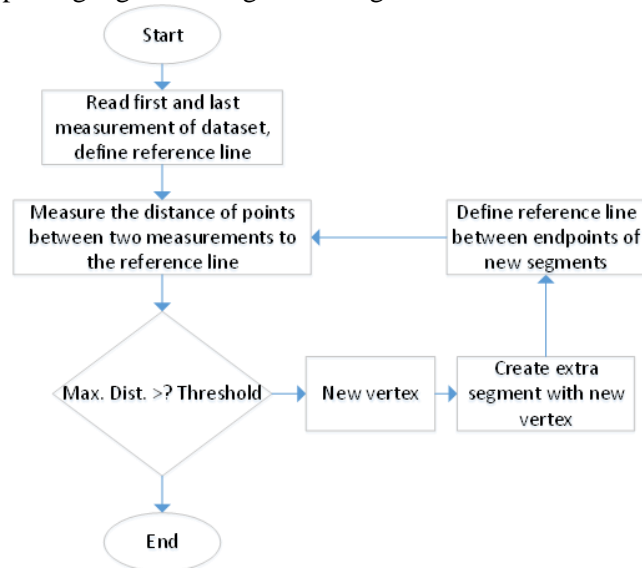 Start
Read first and last
measurement of dataset,
define reference line
Measure the distance of points
between two measurements to
the reference line
Define reference line
between endpoints of
new segments
Max. Dist. >? Threshold
New vertex
Create extra
segment with new
vertex
End